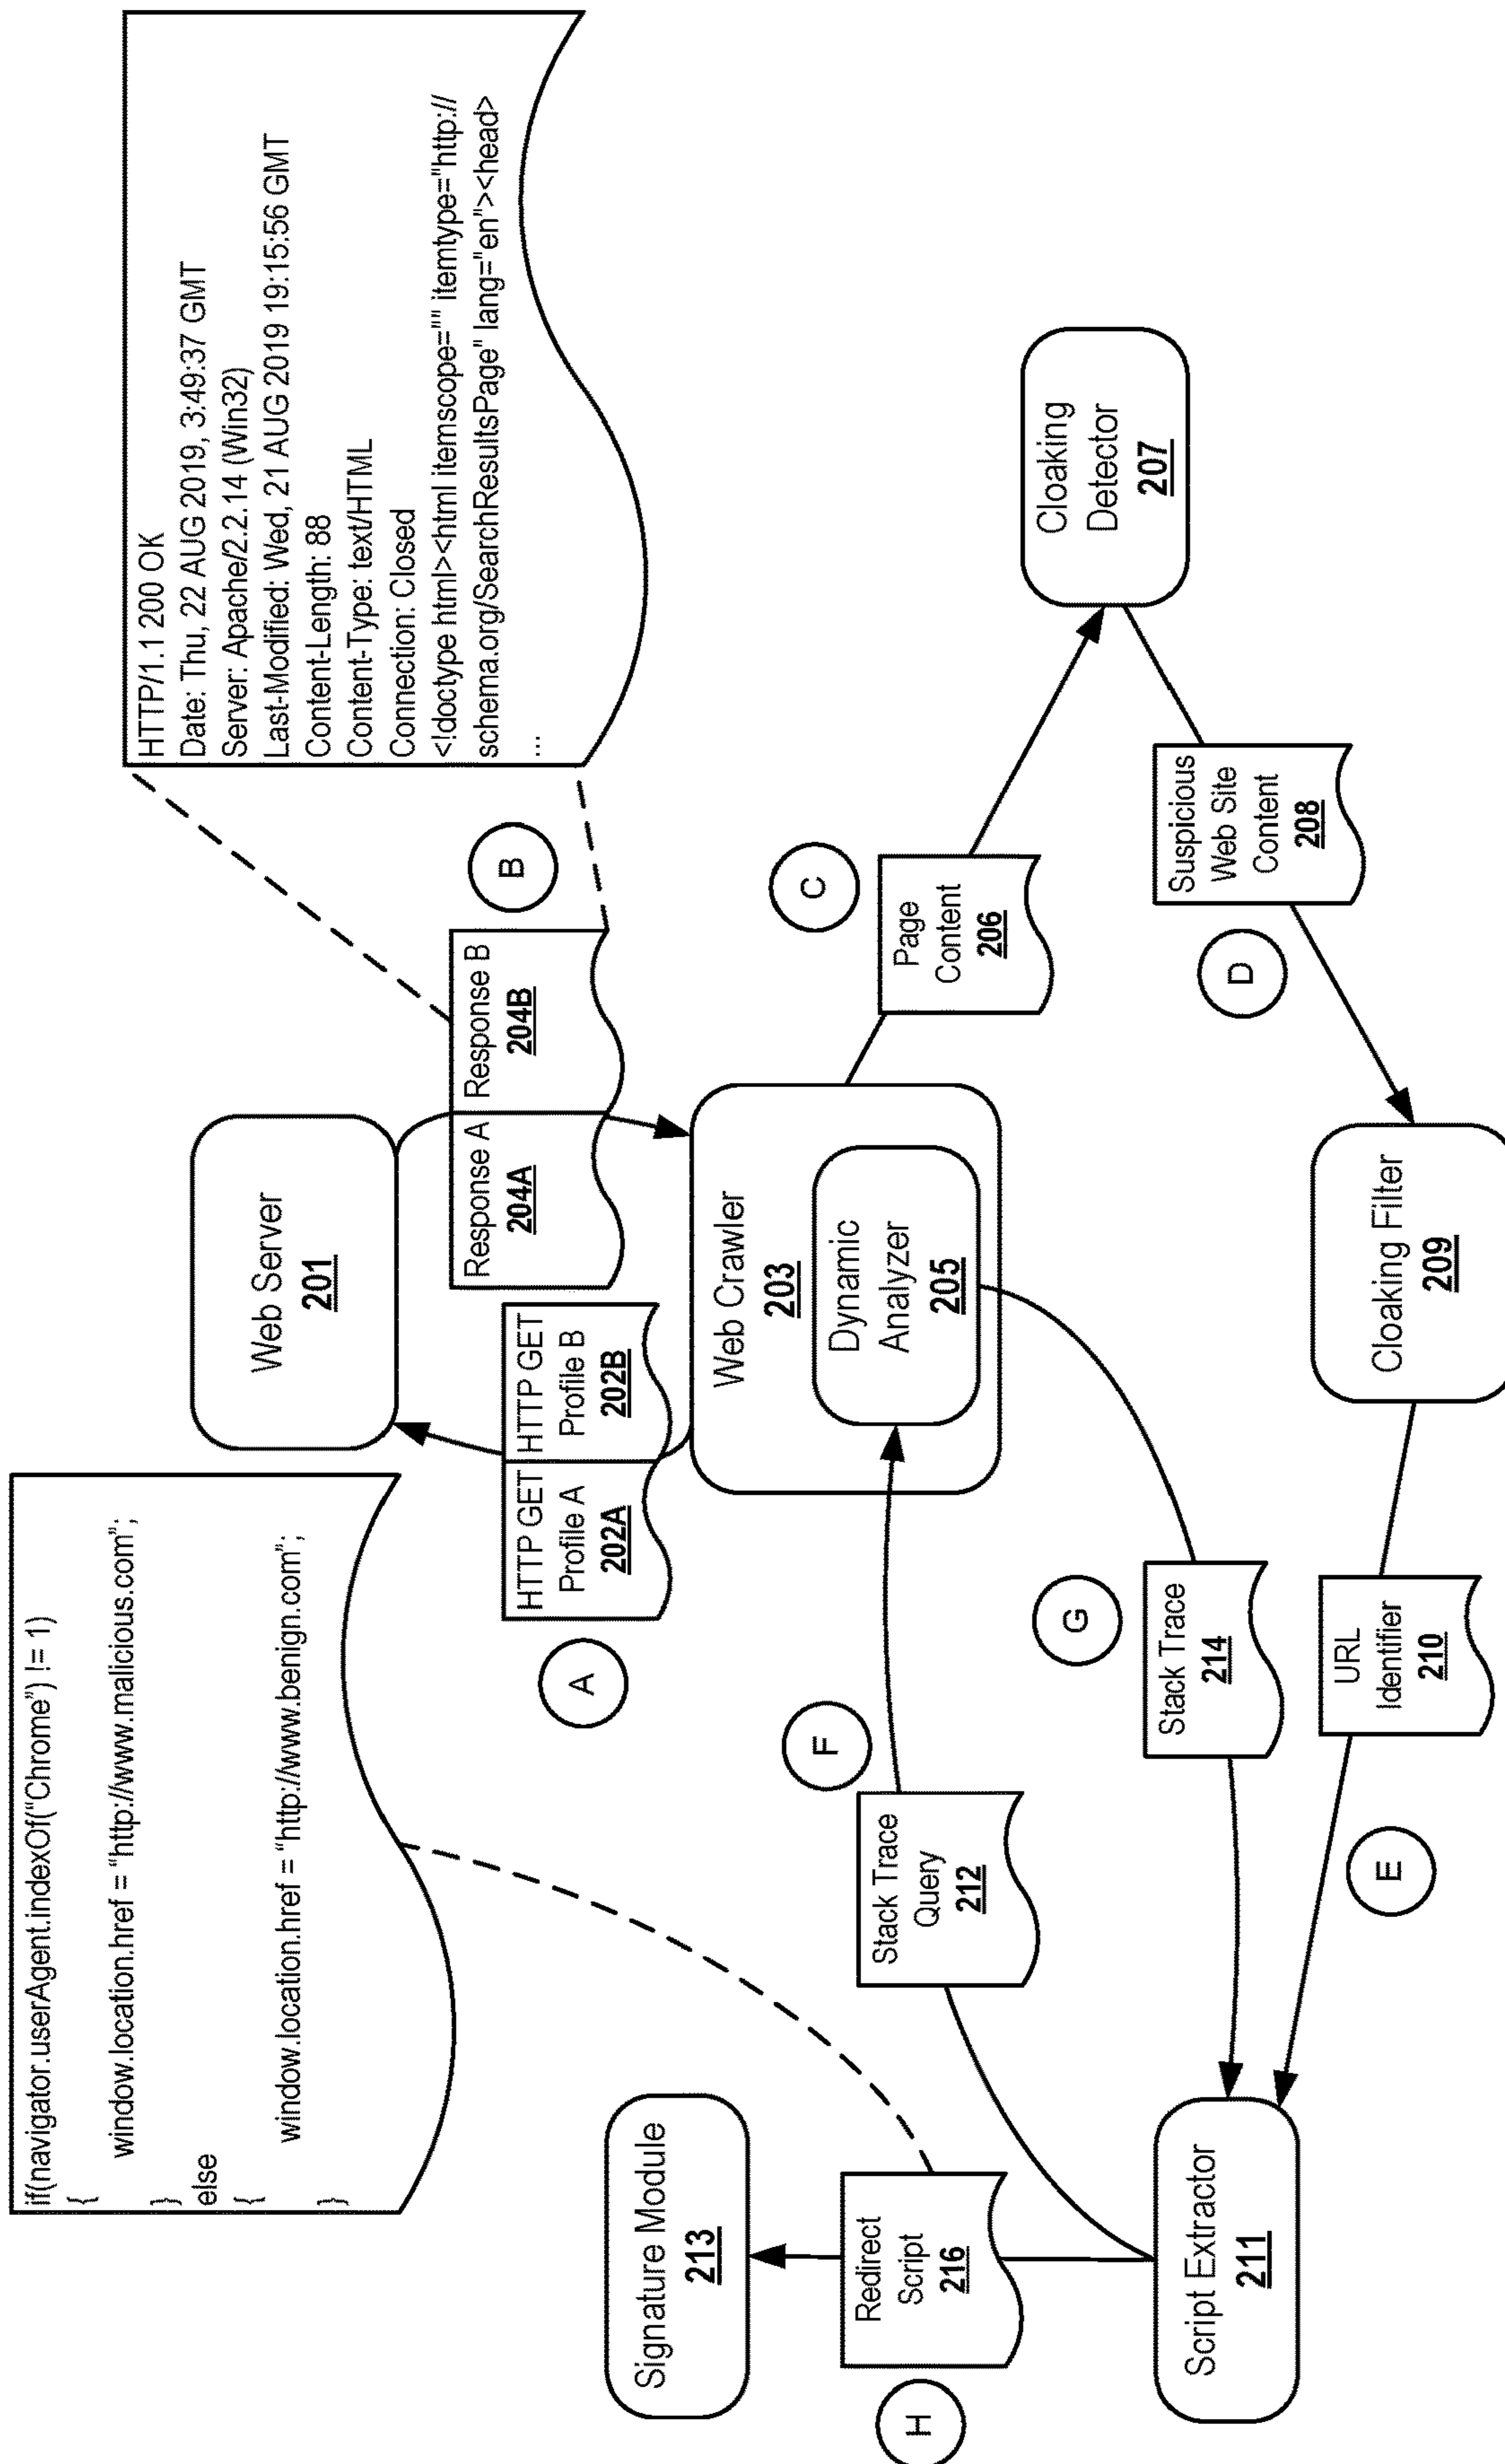 if(navigator.userAgent.indexOf(“Chrome”) != 1)
{
window.location.href = “http://www.malicious.com”;
}
else
{
window.location.href = “http://ww.benign.com”;
}
Web Server
201
HTTP/1.1 200 OK
Date: Thu, 22 AUG 2019, 3:49:37 GMT
Server: Apache/2.2.14 (Win32)
Last-Modified: Wed, 21 AUG 2019 19:15:56 GMT
Content-Length: 88
Content-Type: text/HTML
Connection: Closed
<!doctype html><html itemscope="" itemtype="http://
schema.org/SearchResultsPage" lang="en"><head>
...
A
HTTP GET
Profile A
202A
HTTP GET
Profile B
202B
Response A
204A
Response B
204B
B
Signature Module
213
Web Crawler
203
Dynamic
Analyzer
205
H
Redirect
Script
216
Stack Trace
Query
212
F
Page
Content
206
C
Cloaking
Detector
207
Script Extractor
211
Stack Trace
214
G
Suspicious
Web Site
Content
208
D
E
URL
Identifier
210
Cloaking Filter
209